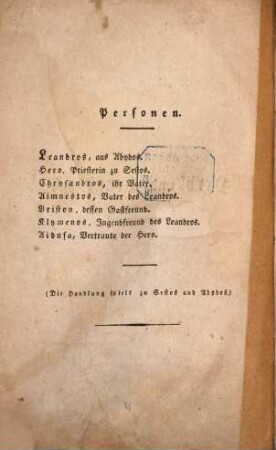 Personen.
Leandros, aus Abydos.
Hero, Priesterin zu Sestos.
Chrysandros, ihr Vater.
Aimnestos, Vater des Leandros.
Ariston, dessen Gastfreund.
Klymenos, Jugendfreund des Leandros.
Aidusa, Vertraute der Hero.
(Die Handlung spielt zu Sestos und Abydos)